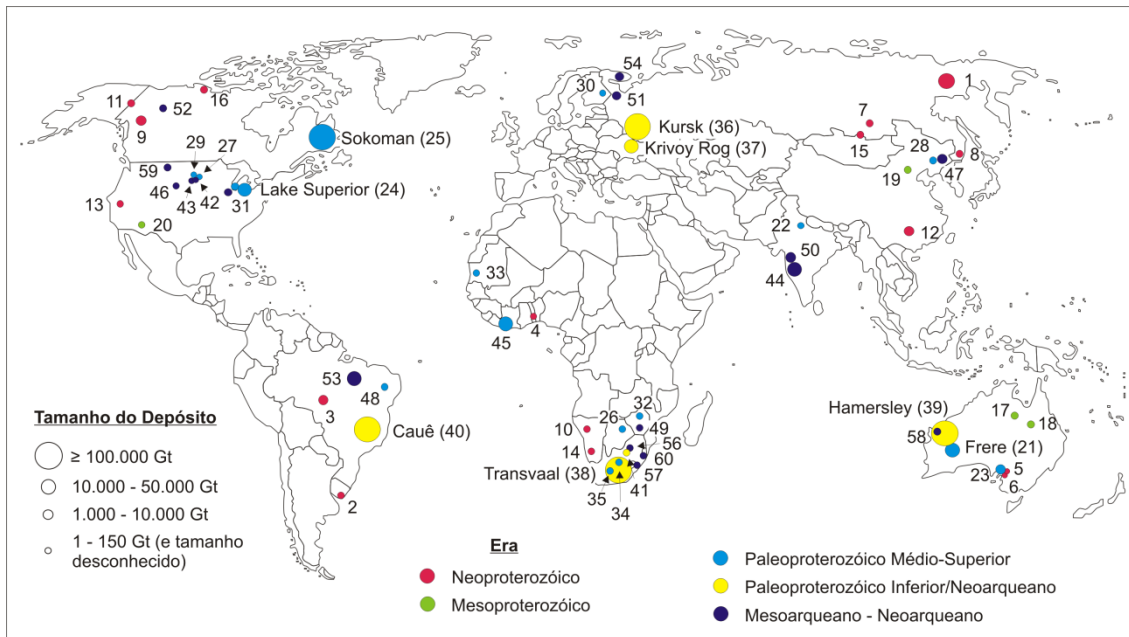 54
30
51
1
11
52
16
9
7
15
Kursk (36)
Krivoy Rog (37)
Sokoman (25)
29
27
28
8
47
19
59
46
43
42
31
Lake Superior (24)
13
20
12
22
50
44
33
45
4
53
48
3
Cauê (40)
2
Tamanho do Depósito
≥ 100.000 Gt
10.000 - 50.000 Gt
1.000 - 10.000 Gt
1 - 150 Gt (e tamanho
desconhecido)
32
26
10
49
14
56
60
57
Transvaal (38)
35
41
34
Hamersley (39)
17
18
58
Frere (21)
5
23
6
Era
Neoproterozóico
Mesoproterozóico
Paleoproterozóico Médio-Superior
Paleoproterozóico Inferior/Neoarqueano
Mesoarqueano - Neoarqueano